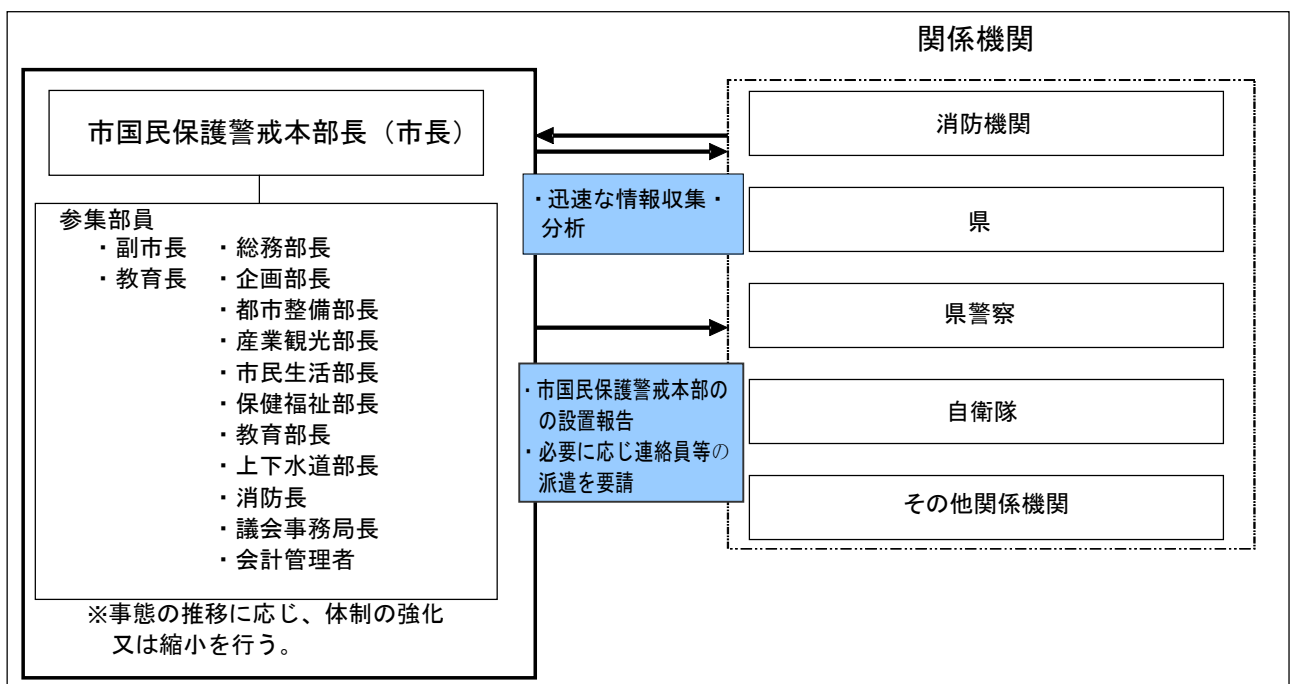 関係機関
市国民保護警戒本部長（市長）
参集部員
・副市長　・総務部長
・教育長　・企画部長
・都市整備部長
・産業観光部長
・市民生活部長
・保健福祉部長
・教育部長
・上下水道部長
・消防長
・議会事務局長
・会計管理者
※事態の推移に応じ、体制の強化
又は縮小を行う。
・迅速な情報収集・
分析
・市国民保護警戒本部の
の設置報告
・必要に応じ連絡員等の
派遣を要請
消防機関
県
県警察
自衛隊
その他関係機関